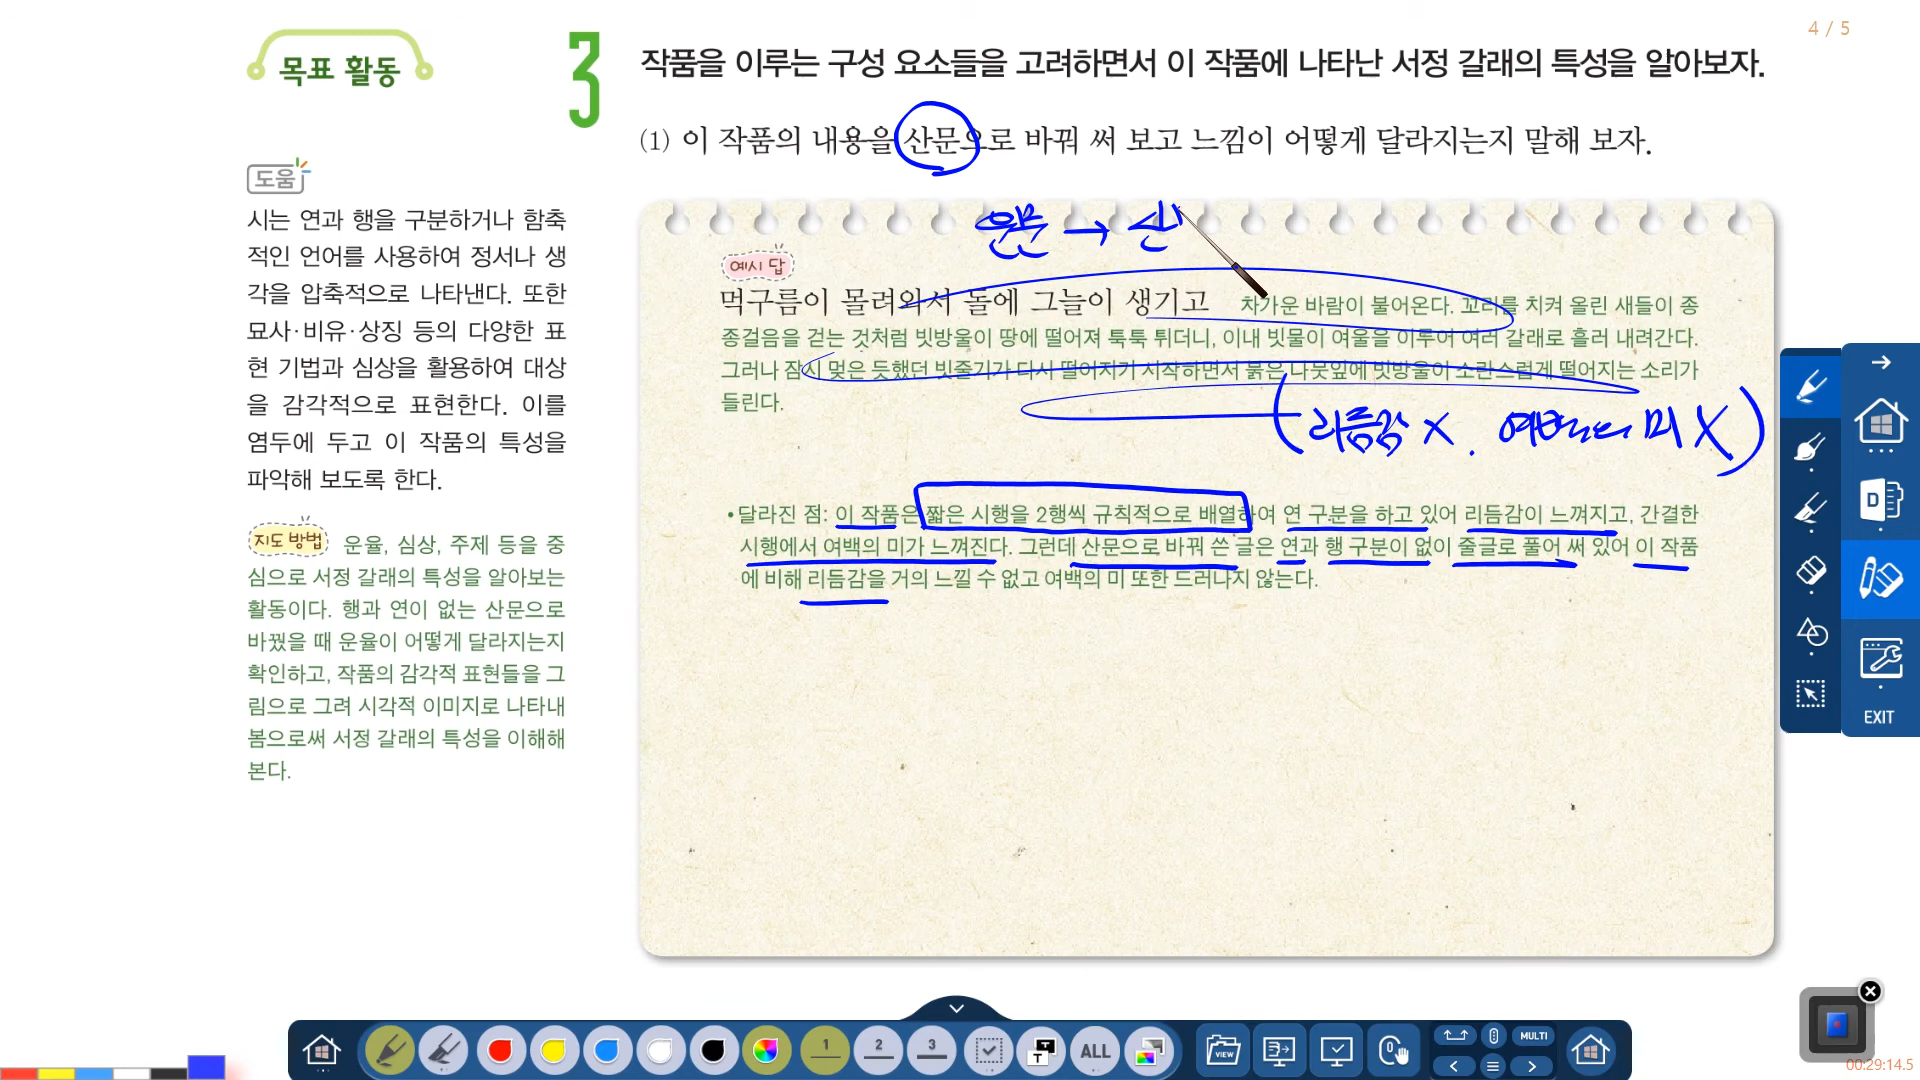 4 / 5
목표 활동
3
작품을 이루는 구성 요소들을 고려하면서 이 작품에 나타난 서정 갈래의 특성을 알아보자.
(1) 이 작품의 내용을 산문으로 바꿔 써 보고 느낌이 어떻게 달라지는지 말해 보자.
도움
시는 연과 행을 구분하거나 함축
적인 언어를 사용하여 정서나 생
각을 압축적으로 나타낸다. 또한
묘사·비유·상징 등의 다양한 표
현 기법과 심상을 활용하여 대상
을 감각적으로 표현한다. 이를
염두에 두고 이 작품의 특성을
파악해 보도록 한다.
지도 방법 운율, 심상, 주제 등을 중
심으로 서정 갈래의 특성을 알아보는
활동이다. 행과 연이 없는 산문으로
바꿨을 때 운율이 어떻게 달라지는지
확인하고, 작품의 감각적 표현들을 그
림으로 그려 시각적 이미지로 나타내
봄으로써 서정 갈래의 특성을 이해해
본다.
운문 → 산
예시 답
먹구름이 몰려와서 돌에 그늘이 생기고 차가운 바람이 불어온다. 꼬리를 치켜 올린 새들이 종
종걸음을 걷는 것처럼 빗방울이 땅에 떨어져 툭툭 튀더니, 이내 빗물이 여울을 이루어 여러 갈래로 흘러 내려간다.
그러나 잠시 멎은 듯했던 빗줄기가 다시 떨어지기 시작하면서 붉은 나뭇잎에 빗방울이 소란스럽게 떨어지는 소리가
들린다.
(리듬감 X. 여백의 미 X)
• 달라진 점: 이 작품은 짧은 시행을 2행씩 규칙적으로 배열하여 연 구분을 하고 있어 리듬감이 느껴지고, 간결한
시행에서 여백의 미가 느껴진다. 그런데 산문으로 바꿔 쓴 글은 연과 행 구분이 없이 줄글로 풀어 써 있어 이 작품
에 비해 리듬감을 거의 느낄 수 없고 여백의 미 또한 드러나지 않는다.
D
EXIT
1
2
3
T
T
ALL
VIEW
MULTI
00:29:14.5